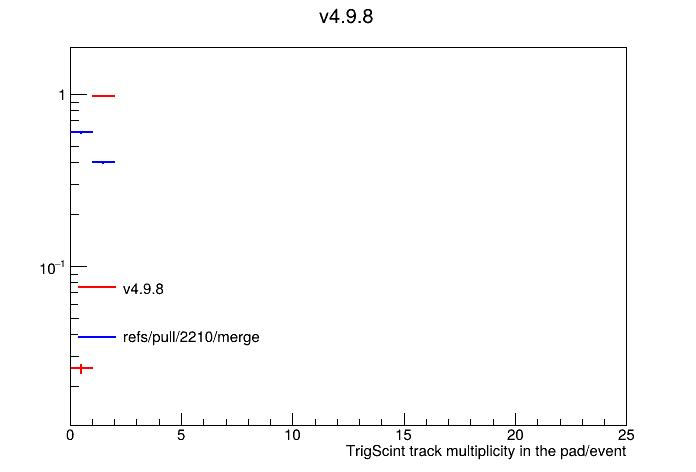 v4.9.8
1
10⁻¹
v4.9.8
refs/pull/2210/merge
0 5 10 15 20 25
TrigScint track multiplicity in the pad/event